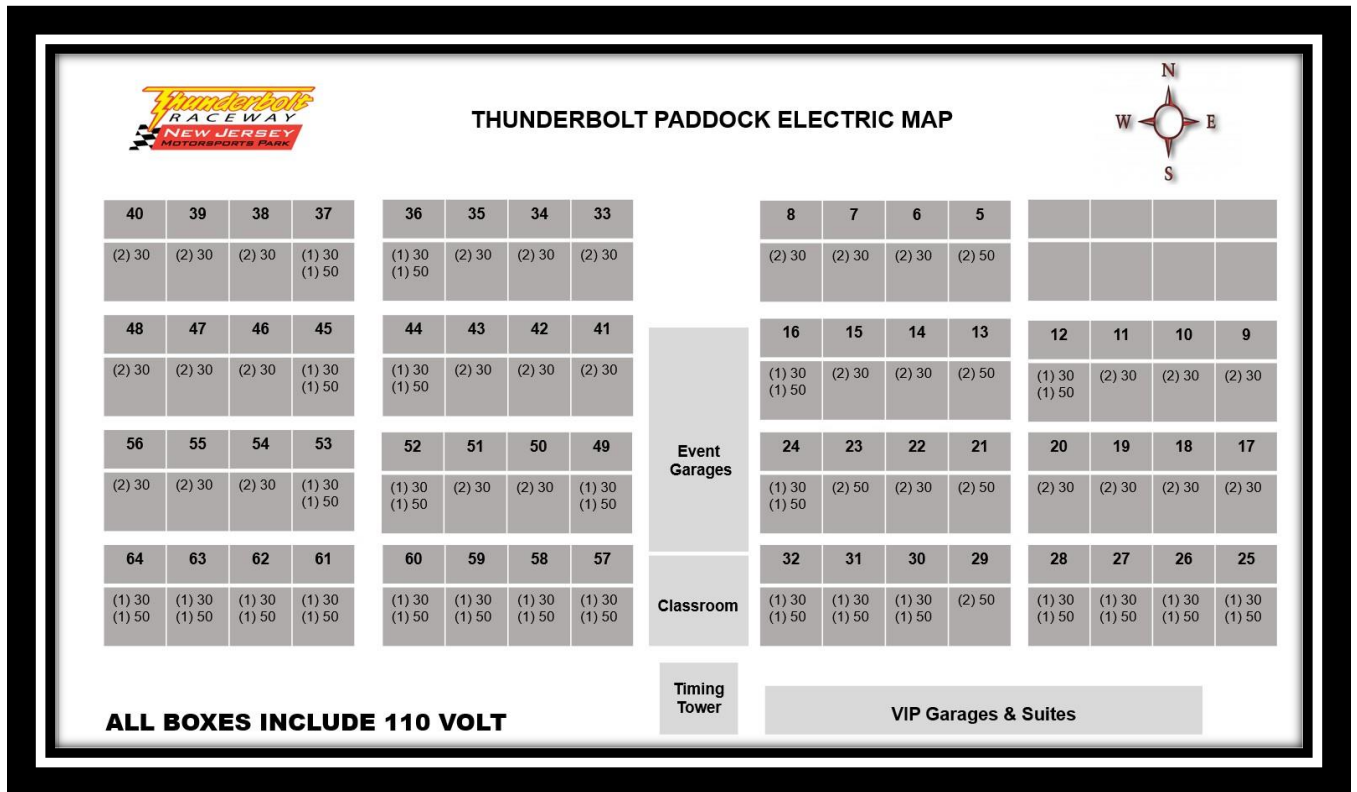 Thunderbolt
RACEWAY
NEW JERSEY
MOTORSPORTS PARK
THUNDERBOLT PADDOCK ELECTRIC MAP
N
W E
S
40 39 38 37 36 35 34 33 8 7 6 5
(2) 30 (2) 30 (2) 30 (1) 30 (1) 30 (2) 30 (2) 30 (2) 30 (2) 30 (2) 30 (2) 30 (2) 50
(1) 50 (1) 50
48 47 46 45 44 43 42 41 16 15 14 13 12 11 10 9
(2) 30 (2) 30 (2) 30 (1) 30 (1) 30 (2) 30 (2) 30 (2) 30 (1) 30 (2) 30 (2) 30 (2) 50 (1) 30 (2) 30 (2) 30 (2) 30
(1) 50 (1) 50 (1) 50 (1) 50
56 55 54 53 52 51 50 49 Event 24 23 22 21 20 19 18 17
Garages
(2) 30 (2) 30 (2) 30 (1) 30 (1) 30 (2) 30 (2) 30 (1) 30 (1) 30 (2) 50 (2) 30 (2) 50 (2) 30 (2) 30 (2) 30 (2) 30
(1) 50 (1) 50 (1) 50 (1) 50
64 63 62 61 60 59 58 57 32 31 30 29 28 27 26 25
(1) 30 (1) 30 (1) 30 (1) 30 (1) 30 (1) 30 (1) 30 (1) 30 Classroom (1) 30 (1) 30 (1) 30 (2) 50 (1) 30 (1) 30 (1) 30 (1) 30
(1) 50 (1) 50 (1) 50 (1) 50 (1) 50 (1) 50 (1) 50 (1) 50 (1) 50 (1) 50 (1) 50 (1) 50 (1) 50 (1) 50 (1) 50
Timing
Tower
VIP Garages & Suites
ALL BOXES INCLUDE 110 VOLT